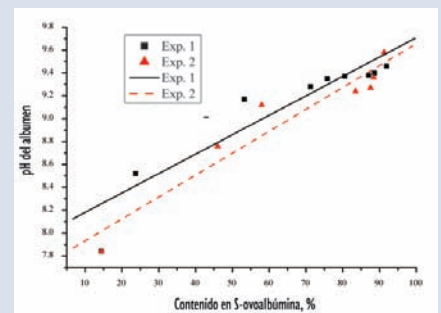 9.8
9.6
9.4
9.2
9.0
8.8
8.6
8.4
8.2
8.0
7.8
pH del albumen
Exp. 1
Exp. 2
Exp. 1
Exp. 2
10 20 30 40 50 60 70 80 90 100
Contenido en S-ovoalbúmina, %